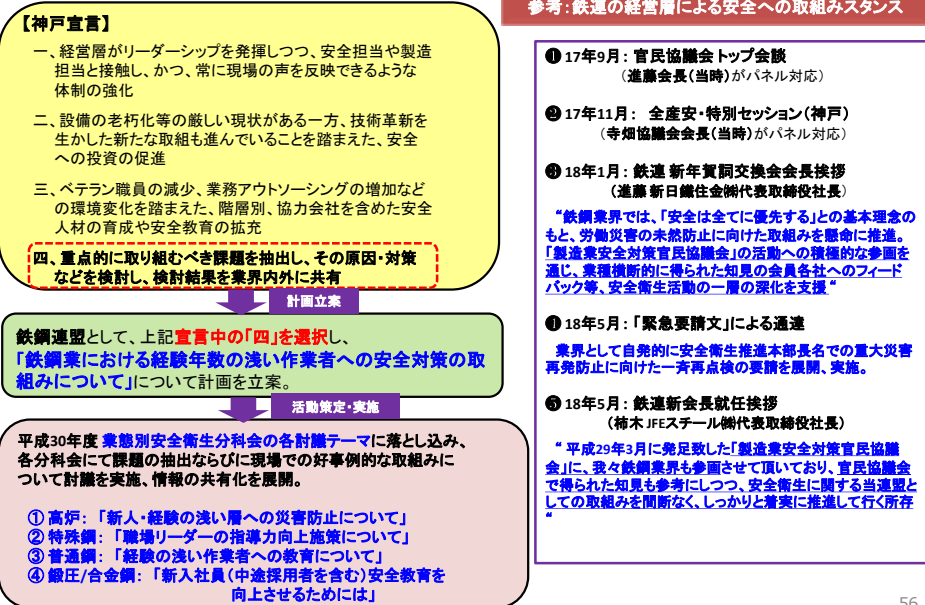 【神戸宣言】
一、経営層がリーダーシップを発揮しつつ、安全担当や製造
担当と接触し、かつ、常に現場の声を反映できるような
体制の強化
二、設備の老朽化等の厳しい現状がある一方、技術革新を
生かした新たな取組も進んでいることを踏まえた、安全
への投資の促進
三、ベテラン職員の減少、業務アウトソーシングの増加など
の環境変化を踏まえた、階層別、協力会社を含めた安全
人材の育成や安全教育の拡充
四、重点的に取り組むべき課題を抽出し、その原因・対策
などを検討し、検討結果を業界内外に共有
計画立案
鉄鋼連盟として、上記宣言中の「四」を選択し、
「鉄鋼業における経験年数の浅い作業者への安全対策の取
組みについて」について計画を立案。
活動策定・実施
平成30年度 業態別安全衛生分科会の各討議テーマに落とし込み、
各分科会にて課題の抽出ならびに現場での好事例的な取組みに
ついて討議を実施、情報の共有化を展開。
① 高炉：「新人・経験の浅い層への災害防止について」
② 特殊鋼：「職場リーダーの指導力向上施策について」
③ 普通鋼：「経験の浅い作業者への教育について」
④ 鍛圧/合金鋼：「新入社員（中途採用者を含む）安全教育を
向上させるためには」
参考：鉄連の経営層による安全への取組みスタンス
❶ 17年9月： 官民協議会トップ会談
（進藤会長（当時）がパネル対応）
❷ 17年11月： 全産安・特別セッション（神戸）
（寺畑協議会会長（当時）がパネル対応）
❸ 18年1月： 鉄連 新年賀詞交換会会長挨拶
（進藤 新日鐵住金㈱代表取締役社長）
“鉄鋼業界では、「安全は全てに優先する」との基本理念の
もと、労働災害の未然防止に向けた取組みを懸命に推進。
「製造業安全対策官民協議会」の活動への積極的な参画を
通じ、業種横断的に得られた知見の会員各社へのフィード
バック等、安全衛生活動の一層の深化を支援“
❹ 18年5月：「緊急要請文」による通達
業界として自発的に安全衛生推進本部長名での重大災害
再発防止に向けた一斉再点検の要請を展開、実施。
❺ 18年5月： 鉄連新会長就任挨拶
（柿木 JFEスチール㈱代表取締役社長）
“ 平成29年3月に発足致した「製造業安全対策官民協議
会」に、我々鉄鋼業界も参画させて頂いており、官民協議会
で得られた知見も参考にしつつ、安全衛生に関する当連盟と
しての取組みを間断なく、しっかりと着実に推進して行く所存
“
56